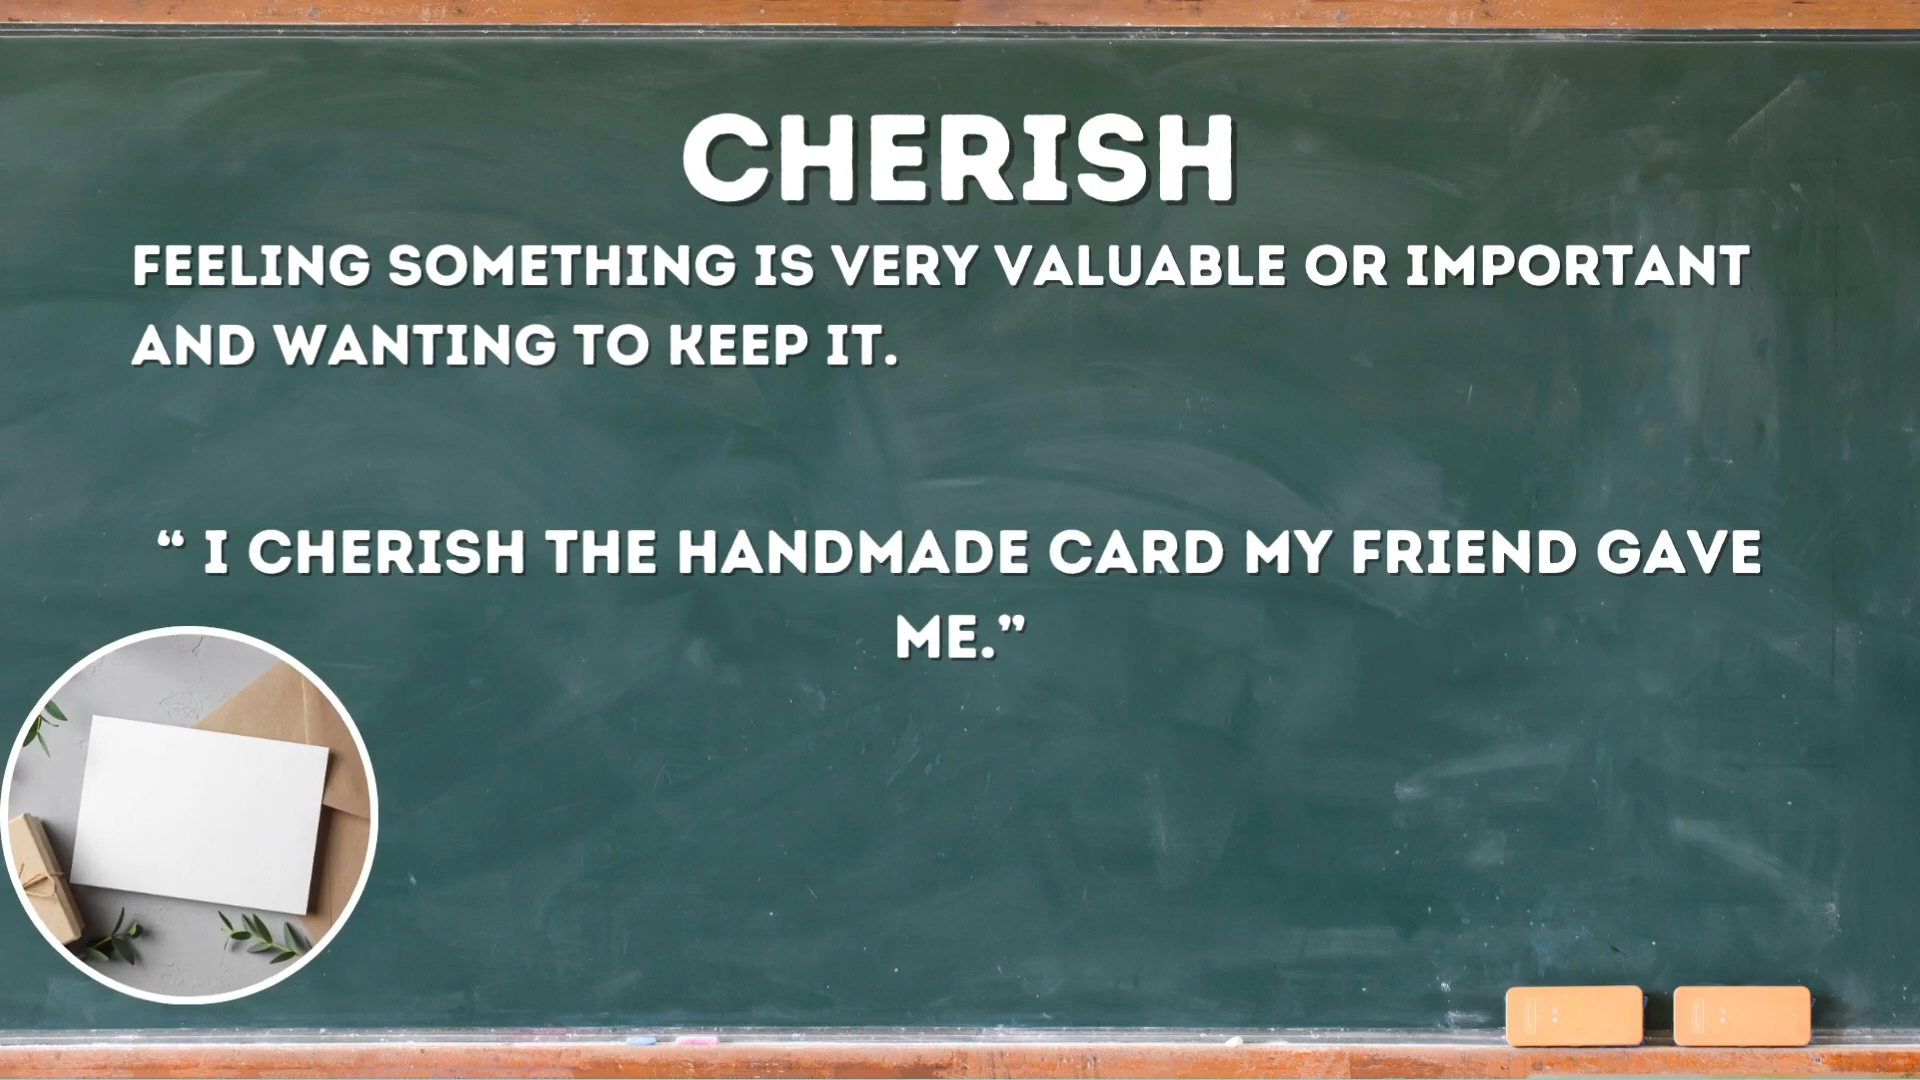 CHERISH
FEELING SOMETHING IS VERY VALUABLE OR IMPORTANT
AND WANTING TO KEEP IT.
“ I CHERISH THE HANDMADE CARD MY FRIEND GAVE
ME.”